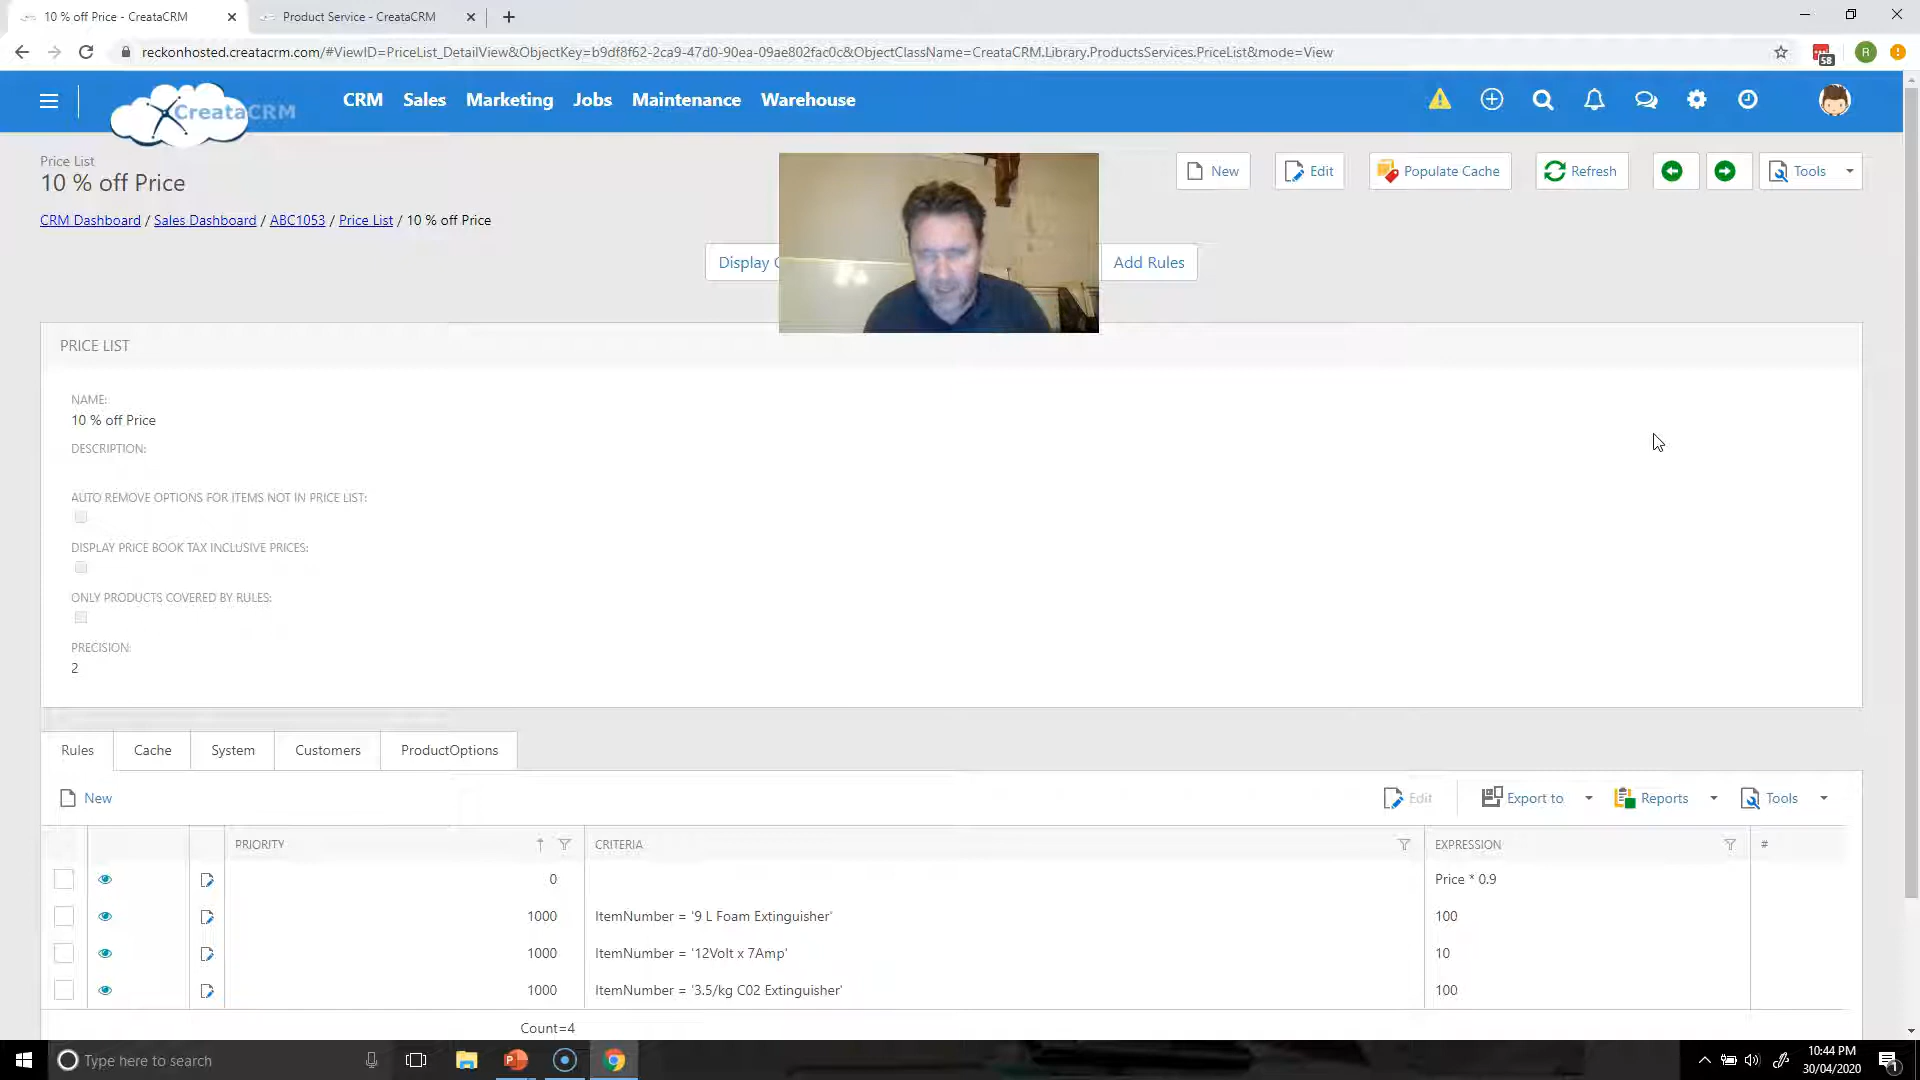 10 % off Price - CreataCRM
Product Service - CreataCRM
reckonhosted.creatacrm.com/#ViewID=PriceList_DetailView&ObjectKey=b9df8f62-2ca9-47d0-90ea-09ae802fac0c&ObjectClassName=CreataCRM.Library.ProductsServices.PriceList&mode=View
58
R
CreataCRM
CRM
Sales
Marketing
Jobs
Maintenance
Warehouse
Price List
10 % off Price
New
Edit
Populate Cache
Refresh
Tools
CRM Dashboard / Sales Dashboard / ABC1053 / Price List / 10 % off Price
Display
Add Rules
PRICE LIST
NAME:
10 % off Price
DESCRIPTION:
AUTO REMOVE OPTIONS FOR ITEMS NOT IN PRICE LIST:
DISPLAY PRICE BOOK TAX INCLUSIVE PRICES:
ONLY PRODUCTS COVERED BY RULES:
PRECISION:
2
Rules
Cache
System
Customers
ProductOptions
New
Edit
Export to
Reports
Tools
PRIORITY
CRITERIA
EXPRESSION
#
0
Price * 0.9
1000
ItemNumber = '9 L Foam Extinguisher'
100
1000
ItemNumber = '12Volt x 7Amp'
10
1000
ItemNumber = '3.5/kg C02 Extinguisher'
100
Count=4
Type here to search
10:44 PM
30/04/2020
1